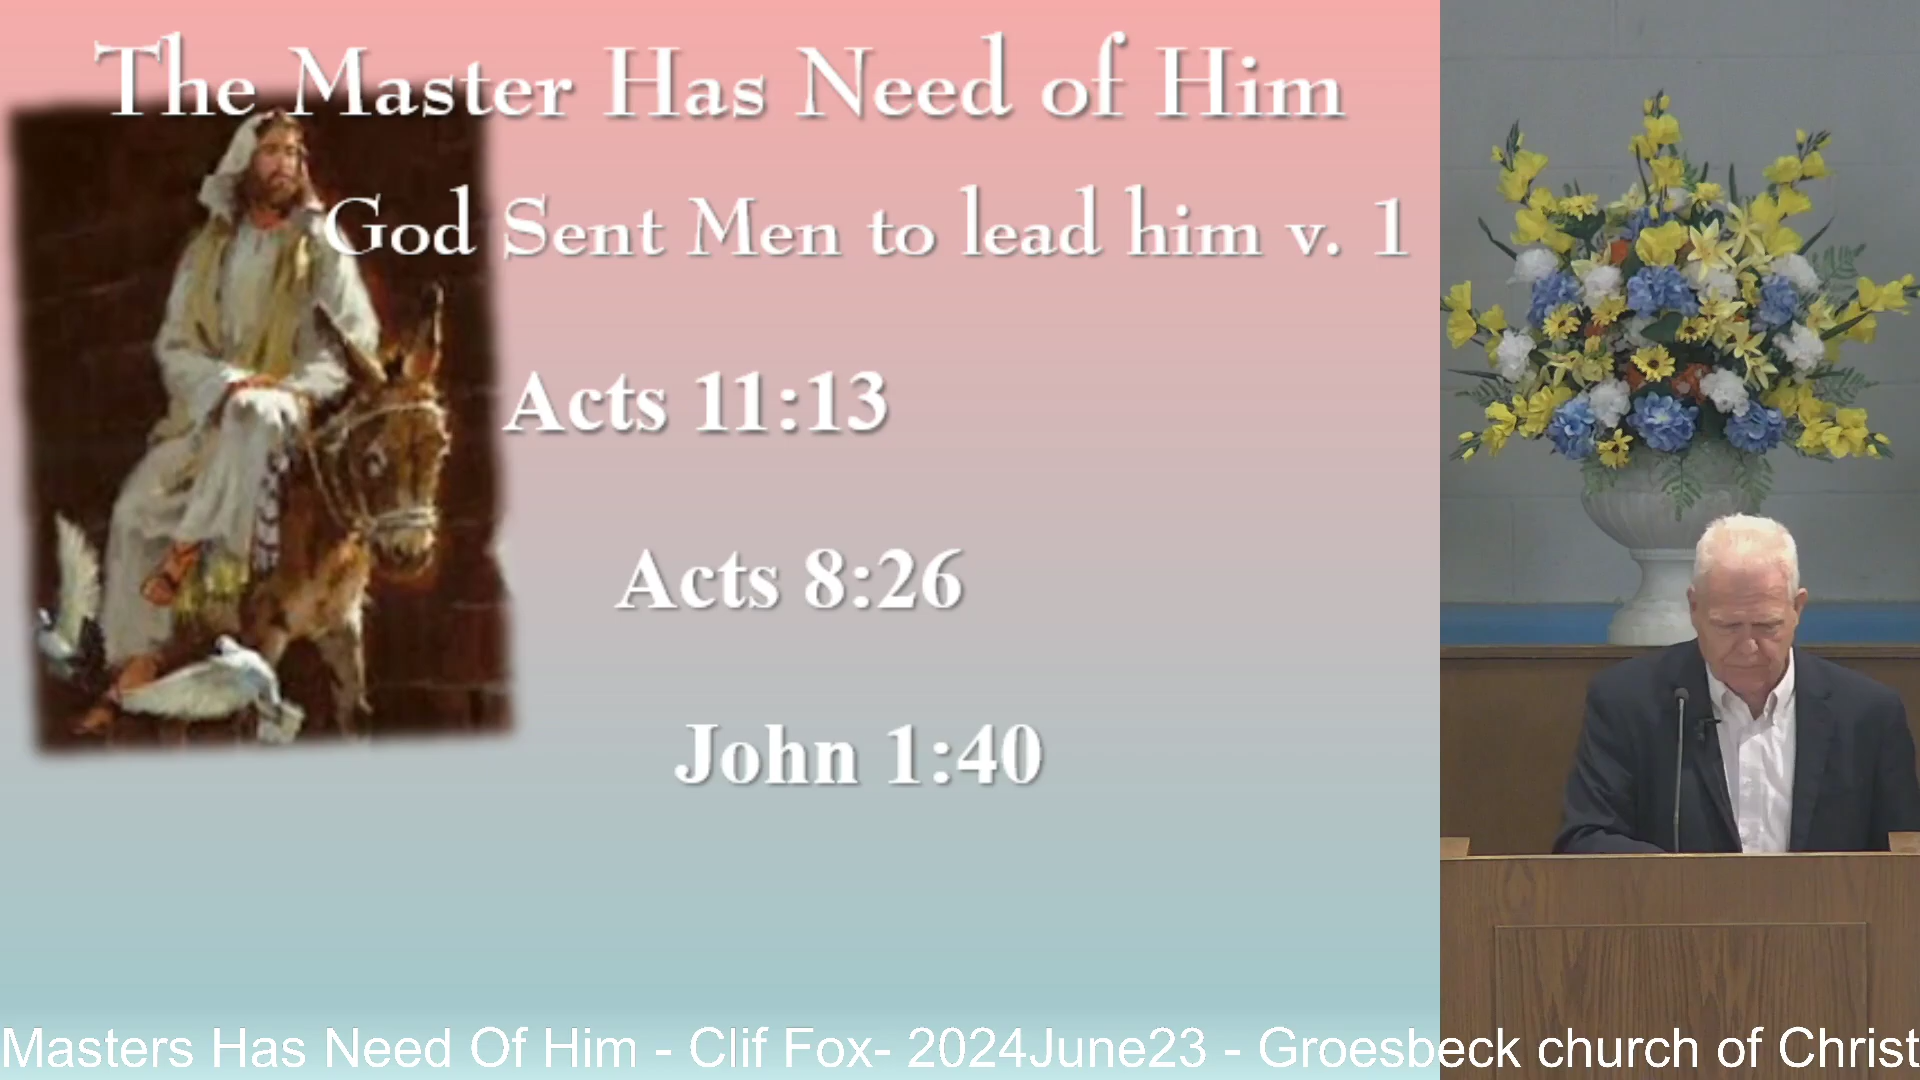 The Master Has Need of Him
God Sent Men to lead him v. 1
Acts 11:13
Acts 8:26
John 1:40
Masters Has Need Of Him - Clif Fox- 2024June23 - Groesbeck church of Christ